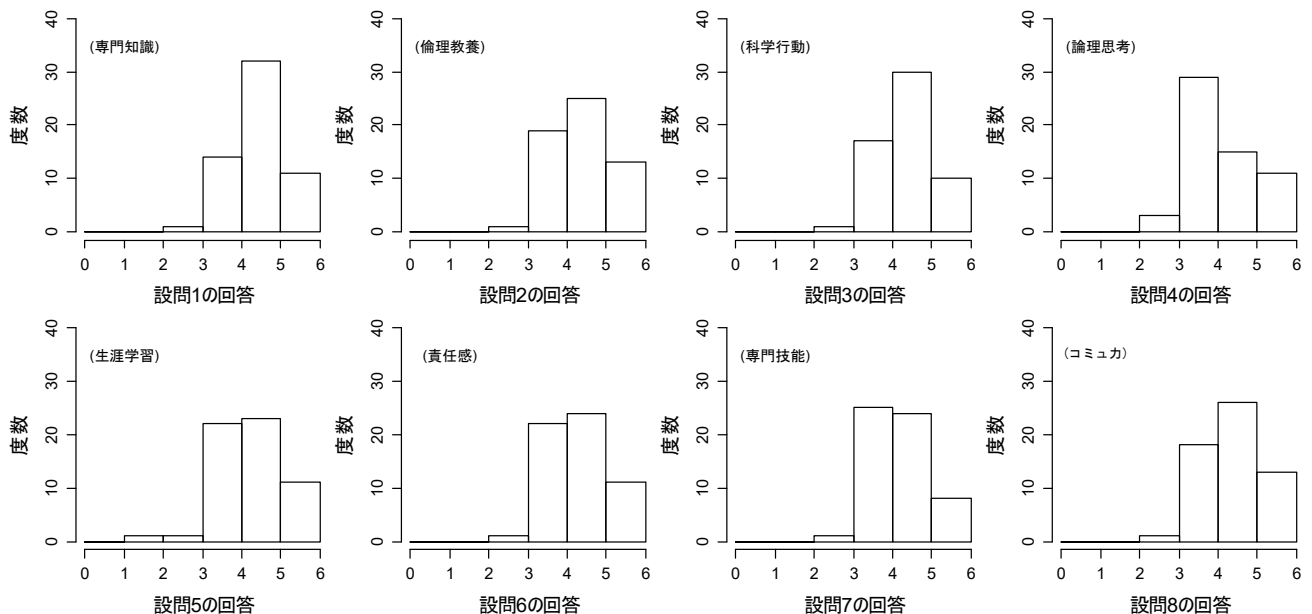 (専門知識)
度数
0 10 20 30 40
0 1 2 3 4 5 6
設問1の回答
(倫理教養)
度数
0 10 20 30 40
0 1 2 3 4 5 6
設問2の回答
(科学行動)
度数
0 10 20 30 40
0 1 2 3 4 5 6
設問3の回答
(論理思考)
度数
0 10 20 30 40
0 1 2 3 4 5 6
設問4の回答
(生涯学習)
度数
0 10 20 30 40
0 1 2 3 4 5 6
設問5の回答
(責任感)
度数
0 10 20 30 40
0 1 2 3 4 5 6
設問6の回答
(専門技能)
度数
0 10 20 30 40
0 1 2 3 4 5 6
設問7の回答
(コミュ力)
度数
0 10 20 30 40
0 1 2 3 4 5 6
設問8の回答